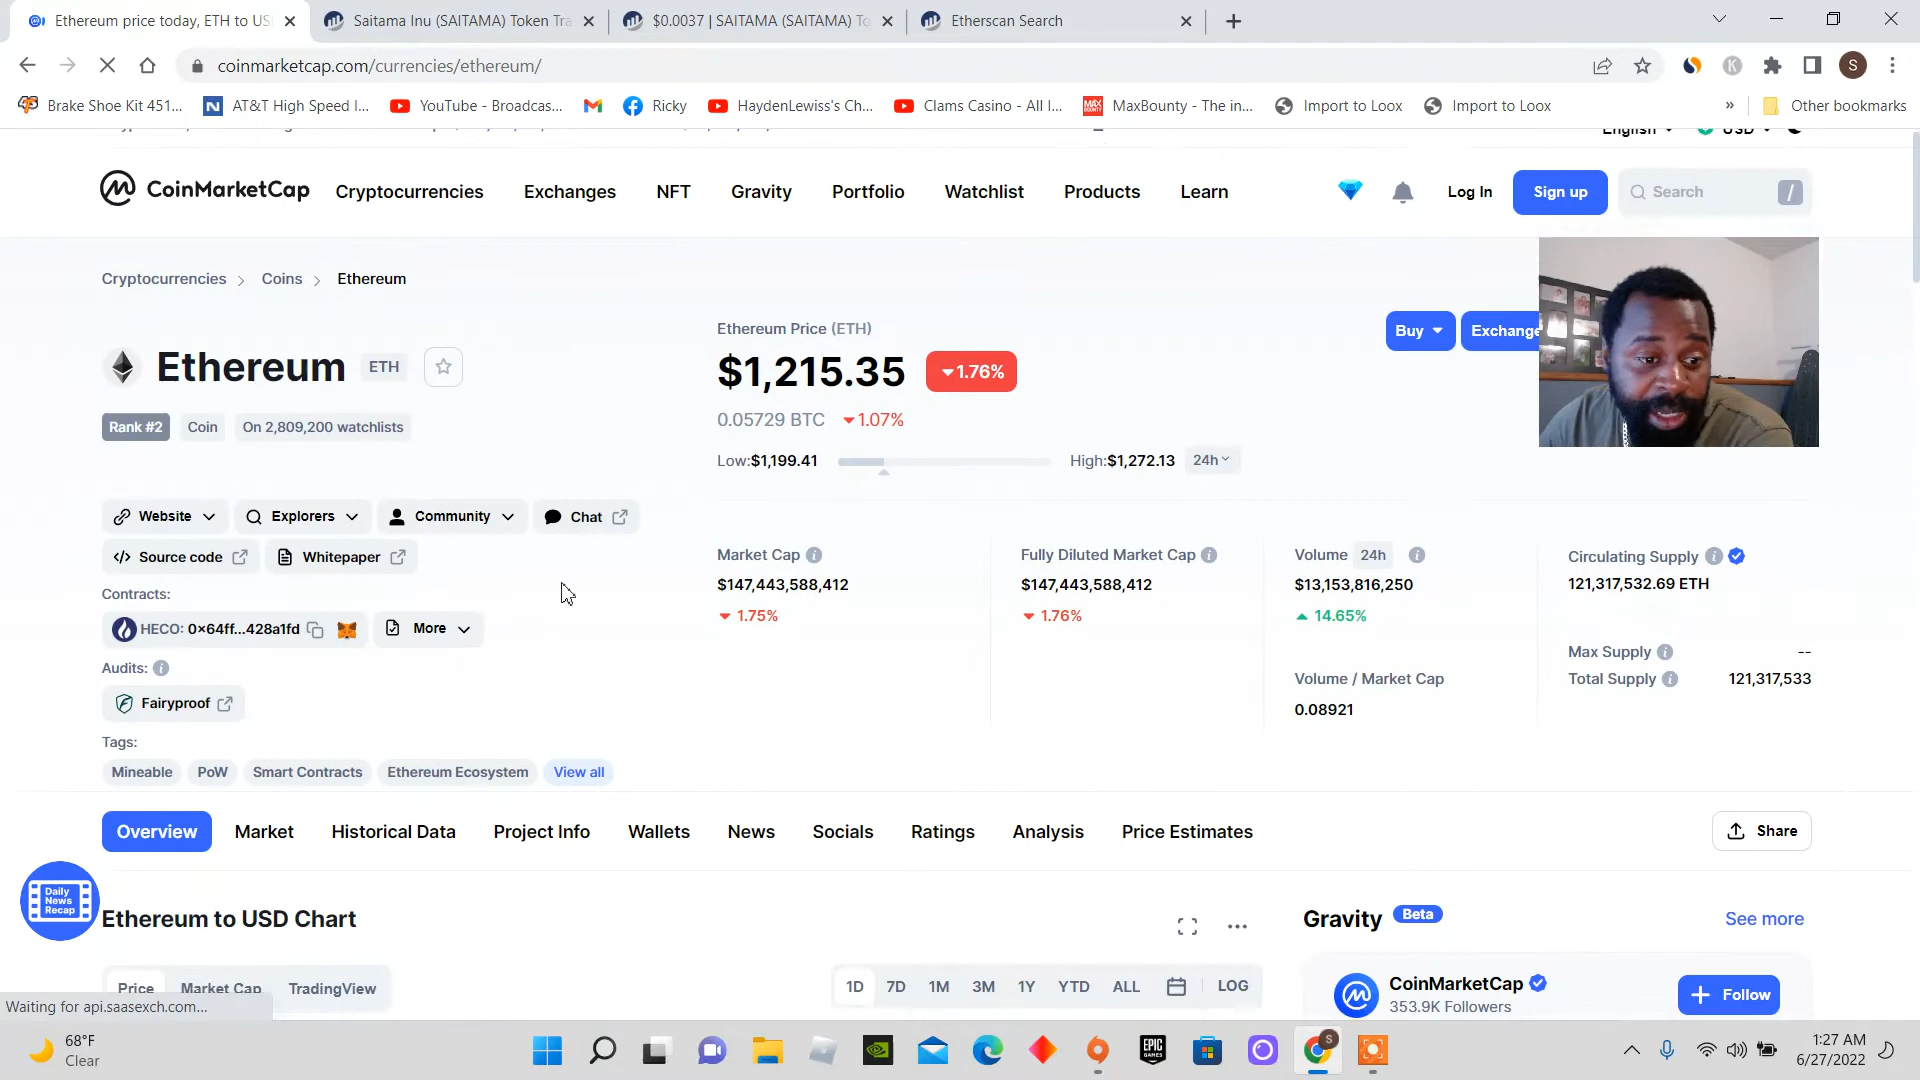 Ethereum price today, ETH to US
Saitama Inu (SAITAMA) Token Tra
$0.0037 | SAITAMA (SAITAMA) To
Etherscan Search
coinmarketcap.com/currencies/ethereum/
S
Brake Shoe Kit 451...
AT&T High Speed I...
YouTube - Broadcas...
Ricky
HaydenLewiss's Ch...
Clams Casino - All I...
MaxBounty - The in...
Import to Loox
Import to Loox
»
Other bookmarks
English
USD
CoinMarketCap
Cryptocurrencies
Exchanges
NFT
Gravity
Portfolio
Watchlist
Products
Learn
Log In
Sign up
Search
/
Cryptocurrencies > Coins > Ethereum
Ethereum ETH
Rank #2
Coin
On 2,809,200 watchlists
Ethereum Price (ETH)
$1,215.35
1.76%
0.05729 BTC
1.07%
Low:$1,199.41
High:$1,272.13
24h
Buy
Exchange
Website
Explorers
Community
Chat
Source code
Whitepaper
Contracts:
HECO: 0x64ff...428a1fd
More
Audits:
Fairyproof
Tags:
Mineable
PoW
Smart Contracts
Ethereum Ecosystem
View all
Market Cap
$147,443,588,412
1.75%
Fully Diluted Market Cap
$147,443,588,412
1.76%
Volume 24h
$13,153,816,250
14.65%
Volume / Market Cap
0.08921
Circulating Supply
121,317,532.69 ETH
Max Supply --
Total Supply 121,317,533
Overview
Market
Historical Data
Project Info
Wallets
News
Socials
Ratings
Analysis
Price Estimates
Share
Daily
News
Recap
Ethereum to USD Chart
Gravity Beta
See more
Price
Market Cap
TradingView
1D
7D
1M
3M
1Y
YTD
ALL
LOG
CoinMarketCap
353.9K Followers
+ Follow
Waiting for api.saasexch.com...
68°F
Clear
EPIC
GAMES
S
1:27 AM
6/27/2022